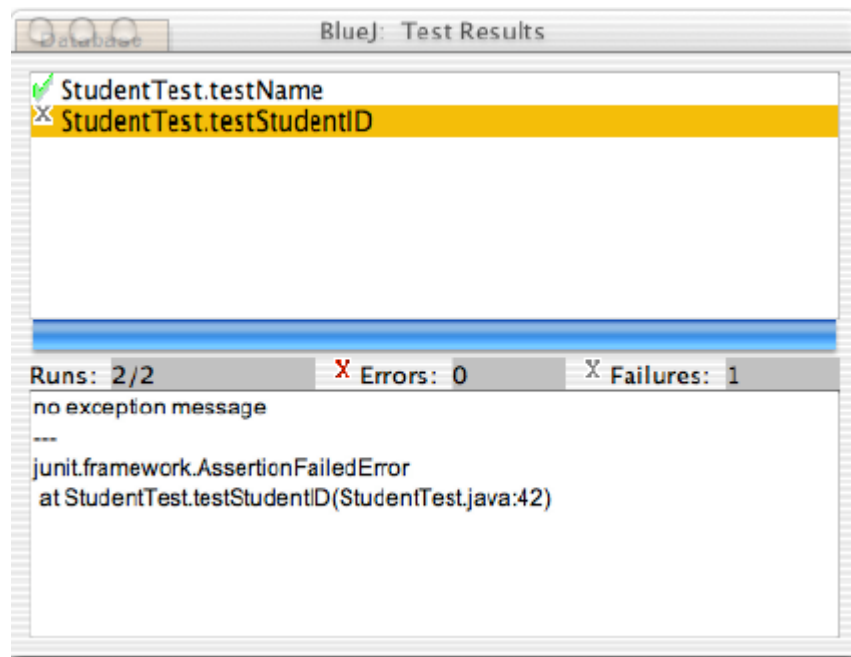 Database
BlueJ: Test Results
StudentTest.testName
StudentTest.testStudentID
Runs: 2/2
X Errors: 0
X Failures: 1
no exception message
---
junit.framework.AssertionFailedError
at StudentTest.testStudentID(StudentTest.java:42)